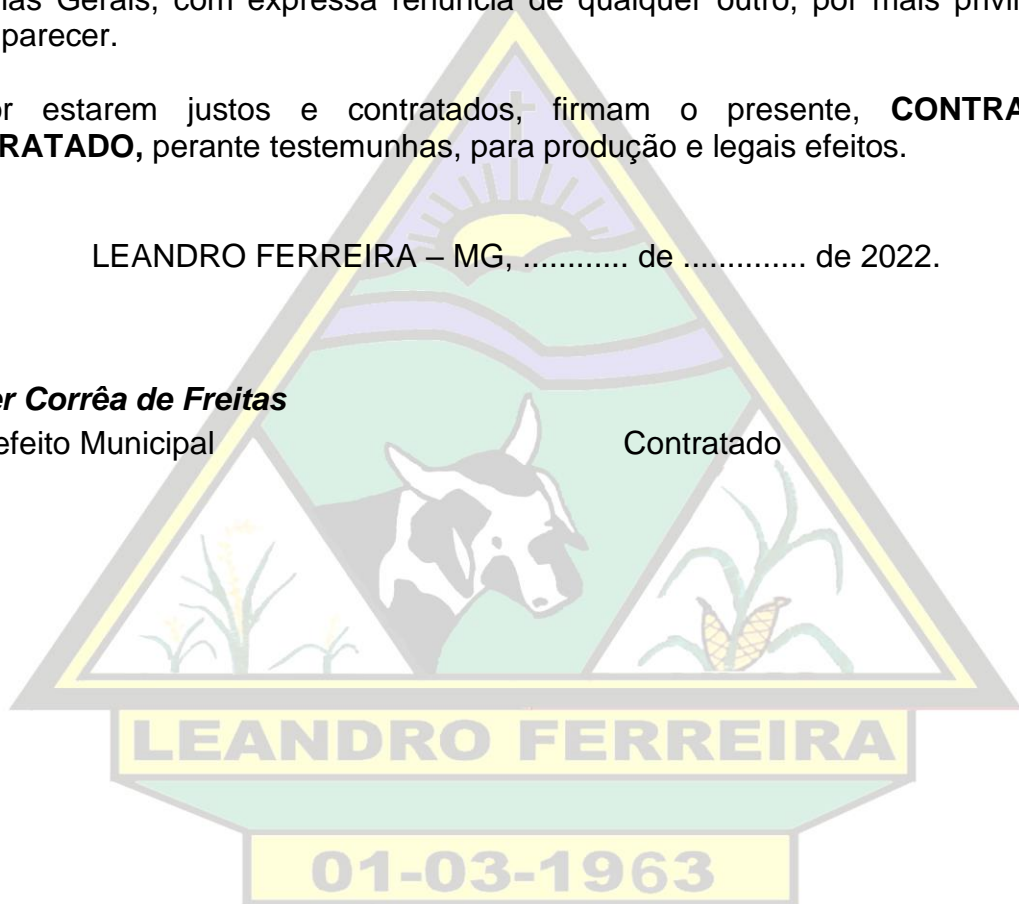 nas Gerais, com expressa renúncia de qualquer outro, por mais privil
parecer.
or estarem justos e contratados, firmam o presente, CONTRA
RATADO, perante testemunhas, para produção e legais efeitos.
LEANDRO FERREIRA – MG, ............ de .............. de 2022.
er Corrêa de Freitas
efeito Municipal Contratado
LEANDRO FERREIRA
01-03-1963